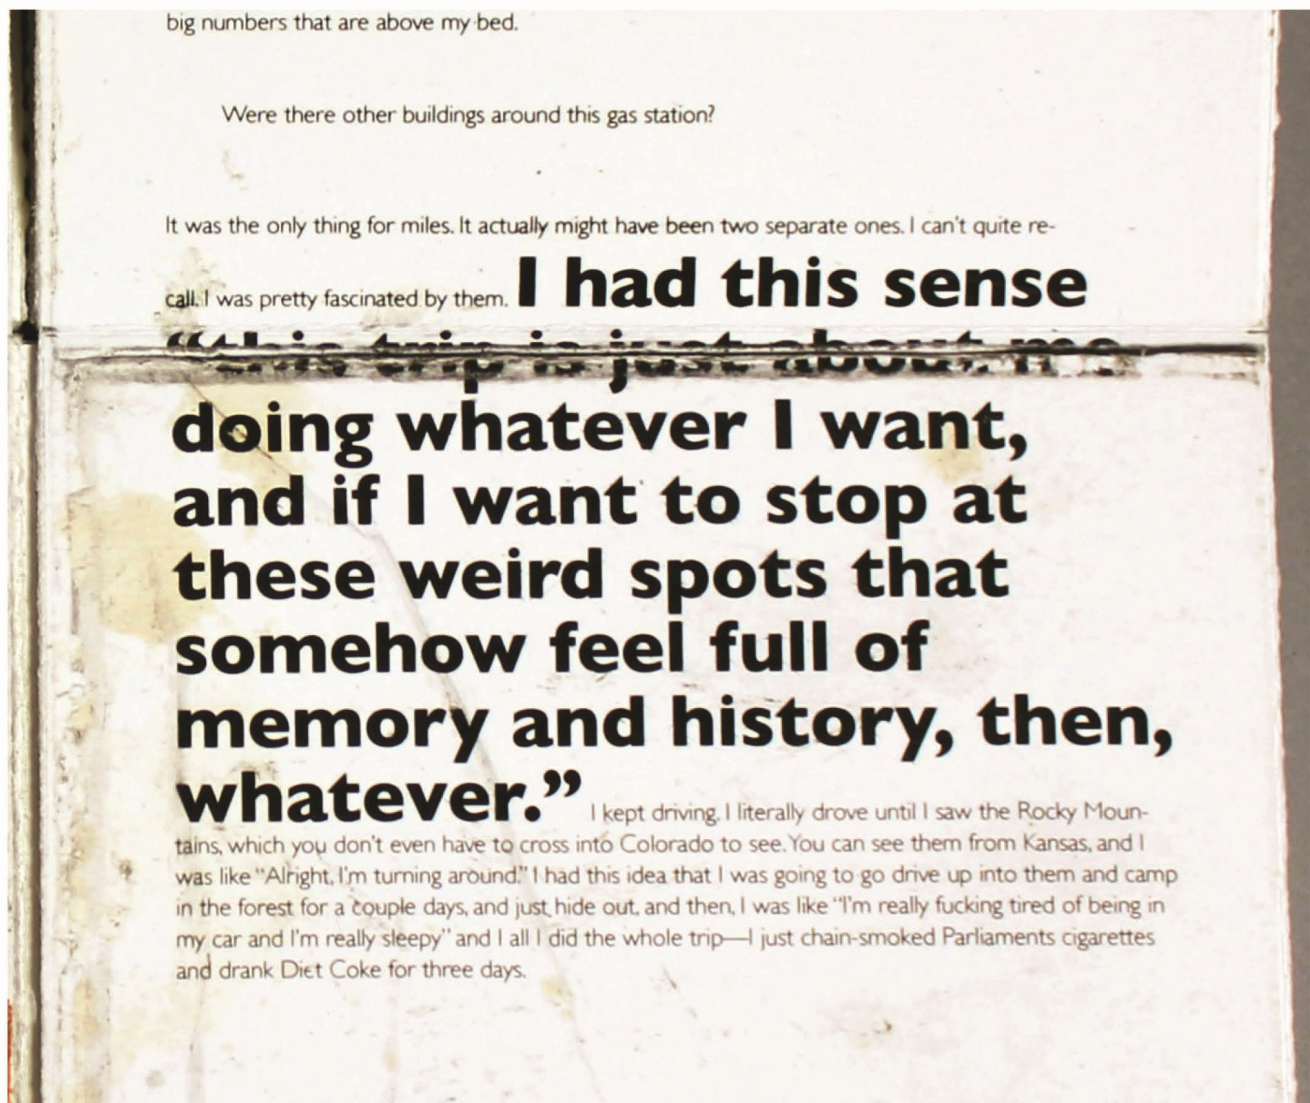 big numbers that are above my bed.
Were there other buildings around this gas station?
It was the only thing for miles. It actually might have been two separate ones. I can't quite re-
call. I was pretty fascinated by them. I had this sense
“this trip is just about me
doing whatever I want,
and if I want to stop at
these weird spots that
somehow feel full of
memory and history, then,
whatever.” I kept driving. I literally drove until I saw the Rocky Moun-
tains, which you don't even have to cross into Colorado to see. You can see them from Kansas, and I
was like “Alright, I'm turning around.” I had this idea that I was going to go drive up into them and camp
in the forest for a couple days, and just hide out, and then, I was like “I'm really fucking tired of being in
my car and I'm really sleepy” and I all I did the whole trip—I just chain-smoked Parliaments cigarettes
and drank Diet Coke for three days.